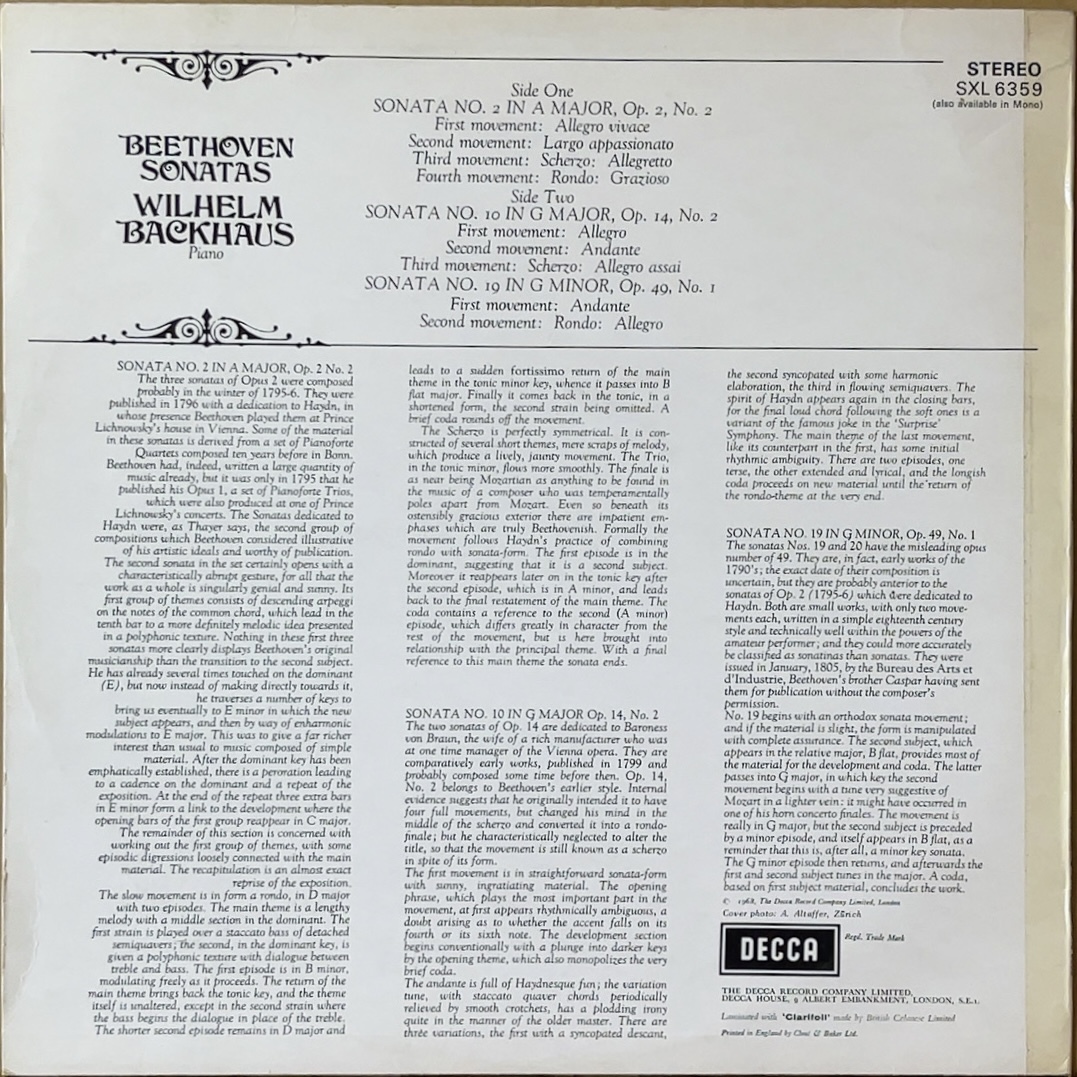 BEETHOVEN
SONATAS
WILHELM
BACKHAUS
Piano
Side One
SONATA NO. 2 IN A MAJOR, Op. 2, No. 2
First movement: Allegro vivace
Second movement: Largo appassionato
Third movement: Scherzo: Allegretto
Fourth movement: Rondo: Grazioso
Side Two
SONATA NO. 10 IN G MAJOR, Op. 14, No. 2
First movement: Allegro
Second movement: Andante
Third movement: Scherzo: Allegro assai
SONATA NO. 19 IN G MINOR, Op. 49, No. 1
First movement: Andante
Second movement: Rondo: Allegro
STEREO
SXL 6359
(also available in Mono)
SONATA NO. 2 IN A MAJOR, Op. 2 No. 2
The three sonatas of Opus 2 were composed
probably in the winter of 1795-6. They were
published in 1796 with a dedication to Haydn, in
whose presence Beethoven played them at Prince
Lichnowsky's house in Vienna. Some of the material
in these sonatas is derived from a set of Pianoforte
Quartets composed ten years before in Bonn.
Beethoven had, indeed, written a large quantity of
music already, but it was only in 1795 that he
published his Opus 1, a set of Pianoforte Trios,
which were also produced at one of Prince
Lichnowsky's concerts. The Sonatas dedicated to
Haydn were, as Thayer says, the second group of
compositions which Beethoven considered illustrative
of his artistic ideals and worthy of publication.
The second sonata in the set certainly opens with a
characteristically abrupt gesture, for all that the
work as a whole is singularly genial and sunny. Its
first group of themes consists of descending arpeggi
on the notes of the common chord, which lead in the
tenth bar to a more definitely melodic idea presented
in a polyphonic texture. Nothing in these first three
sonatas more clearly displays Beethoven's original
musicianship than the transition to the second subject.
He has already several times touched on the dominant
(E), but now instead of making directly towards it,
he traverses a number of keys to
bring us eventually to E minor in which the new
subject appears, and then by way of enharmonic
modulations to E major. This was to give a far richer
interest than usual to music composed of simple
material. After the dominant key has been
emphatically established, there is a peroration leading
to a cadence on the dominant and a repeat of the
exposition. At the end of the repeat three extra bars
in E minor form a link to the development where the
opening bars of the first group reappear in C major.
The remainder of this section is concerned with
working out the first group of themes, with some
episodic digressions loosely connected with the main
material. The recapitulation is an almost exact
reprise of the exposition.
The slow movement is in form a rondo, in D major
with two episodes. The main theme is a lengthy
melody with a middle section in the dominant. The
first strain is played over a staccato bass of detached
semiquavers; the second, in the dominant key, is
given a polyphonic texture with dialogue between
treble and bass. The first episode is in B minor,
modulating freely as it proceeds. The return of the
main theme brings back the tonic key, and the theme
itself is unaltered, except in the second strain where
the bass begins the dialogue in place of the treble.
The shorter second episode remains in D major and
leads to a sudden fortissimo return of the main
theme in the tonic minor key, whence it passes into B
flat major. Finally it comes back in the tonic, in a
shortened form, the second strain being omitted. A
brief coda rounds off the movement.
The Scherzo is perfectly symmetrical. It is con-
structed of several short themes, mere scraps of melody,
which produce a lively, jaunty movement. The Trio,
in the tonic minor, flows more smoothly. The finale is
as near being Mozartian as anything to be found in
the music of a composer who was temperamentally
poles apart from Mozart. Even so beneath its
ostensibly gracious exterior there are impatient em-
phases which are truly Beethovenish. Formally the
movement follows Haydn's practice of combining
rondo with sonata-form. The first episode is in the
dominant, suggesting that it is a second subject.
Moreover it reappears later on in the tonic key after
the second episode, which is in A minor, and leads
back to the final restatement of the main theme. The
coda contains a reference to the second (A minor)
episode, which differs greatly in character from the
rest of the movement, but is here brought into
relationship with the principal theme. With a final
reference to this main theme the sonata ends.
SONATA NO. 10 IN G MAJOR Op. 14, No. 2
The two sonatas of Op. 14 are dedicated to Baroness
von Braun, the wife of a rich manufacturer who was
at one time manager of the Vienna opera. They are
comparatively early works, published in 1799 and
probably composed some time before then. Op. 14,
No. 2 belongs to Beethoven's earlier style. Internal
evidence suggests that he originally intended it to have
four full movements, but changed his mind in the
middle of the scherzo and converted it into a rondo-
finale; but he characteristically neglected to alter the
title, so that the movement is still known as a scherzo
in spite of its form.
The first movement is in straightforward sonata-form
with sunny, ingratiating material. The opening
phrase, which plays the most important part in the
movement, at first appears rhythmically ambiguous, a
doubt arising as to whether the accent falls on its
fourth or its sixth note. The development section
begins conventionally with a plunge into darker keys
by the opening theme, which also monopolizes the very
brief coda.
The andante is full of Haydnesque fun; the variation
tune, with staccato quaver chords periodically
relieved by smooth crotchets, has a plodding irony
quite in the manner of the older master. There are
three variations, the first with a syncopated descant,
the second syncopated with some harmonic
elaboration, the third in flowing semiquavers. The
spirit of Haydn appears again in the closing bars,
for the final loud chord following the soft ones is a
variant of the famous joke in the 'Surprise'
Symphony. The main theme of the last movement,
like its counterpart in the first, has some initial
rhythmic ambiguity. There are two episodes, one
terse, the other extended and lyrical, and the longish
coda proceeds on new material until the return of
the rondo-theme at the very end.
SONATA NO. 19 IN G MINOR, Op. 49, No. 1
The sonatas Nos. 19 and 20 have the misleading opus
number of 49. They are, in fact, early works of the
1790's; the exact date of their composition is
uncertain, but they are probably anterior to the
sonatas of Op. 2 (1795-6) which were dedicated to
Haydn. Both are small works, with only two move-
ments each, written in a simple eighteenth century
style and technically well within the powers of the
amateur performer; and they could more accurately
be classified as sonatinas than sonatas. They were
issued in January, 1805, by the Bureau des Arts et
d'Industrie, Beethoven's brother Caspar having sent
them for publication without the composer's
permission.
No. 19 begins with an orthodox sonata movement;
and if the material is slight, the form is manipulated
with complete assurance. The second subject, which
appears in the relative major, B flat, provides most of
the material for the development and coda. The latter
passes into G major, in which key the second
movement begins with a tune very suggestive of
Mozart in a lighter vein: it might have occurred in
one of his horn concerto finales. The movement is
really in G major, but the second subject is preceded
by a minor episode, and itself appears in B flat, as a
reminder that this is, after all, a minor key sonata.
The G minor episode then returns, and afterwards the
first and second subject tunes in the major. A coda,
based on first subject material, concludes the work.
© 1968, The Decca Record Company Limited, London
Cover photo: A. Altaffer, Zürich
DECCA
Regd. Trade Mark
THE DECCA RECORD COMPANY LIMITED,
DECCA HOUSE, 9 ALBERT EMBANKMENT, LONDON, S.E.1.
Laminated with 'Clarifoil' made by British Celanese Limited
Printed in England by Clout & Baker Ltd.